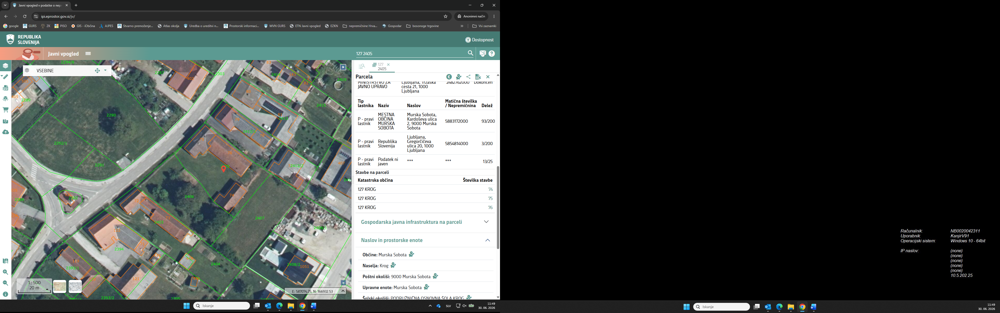 Javni vpogled v podatke o nepr
ipi.eprostor.gov.si/jv/
Anonimni način
google
GURS
ZK
PISO
GIS - iObčina
AJPES
Stvarno premoženje...
Atlas okolja
Uredba o ureditvi n...
Prostorski informaci...
MVN GURS
ETN Javni vpogled
EZKN
nepremičnine Hrva...
Gospodar
bosonoge trgovine
Vsi zaznamki
REPUBLIKA
SLOVENIJA
Dostopnost
Javni vpogled
127 2405
VSEBINE
2294/8
2287
2303
2419
2415
2290
2292/1
2291
2406
2407
2403
2394
2404
2408/2
1051
121
2393/2
2395
402
82
74
73
1 : 500
20 m
E: 587074.25, N: 166932.53
127
2405
Parcela
MINISTRSTVO ZA
JAVNO UPRAVO
Ljubljana, Tržaška
cesta 21, 1000
Ljubljana
2482762000
Dokončen
Tip
lastnika
Naziv
Naslov
Matična številka
/ Nepremičnina
Delež
P - pravi
lastnik
MESTNA
OBČINA
MURSKA
SOBOTA
Murska Sobota,
Kardoševa ulica
2, 9000 Murska
Sobota
5883172000
93/200
P - pravi
lastnik
Republika
Slovenija
Ljubljana,
Gregorčičeva
ulica 20, 1000
Ljubljana
5854814000
3/200
P - pravi
lastnik
Podatek ni
javen
***
***
13/25
Stavbe na parceli
Katastrska občina
Številka stavbe
127 KROG
74
127 KROG
75
127 KROG
76
Gospodarska javna infrastruktura na parceli
Naslov in prostorske enote
Občine: Murska Sobota
Naselja: Krog
Poštni okoliši: 9000 Murska Sobota
Upravne enote: Murska Sobota
Šolski okoliši: PODRUŽNIČNA OSNOVNA ŠOLA KROG
Iskanje
SLV
11:49
30. 06. 2026
Računalnik: NB0020042311
Uporabnik: KanjirV91
Operacijski sistem: Windows 10 - 64bit
IP naslov: (none)
(none)
(none)
(none)
(none)
10.5.202.25
Iskanje
11:49
30. 06. 2026